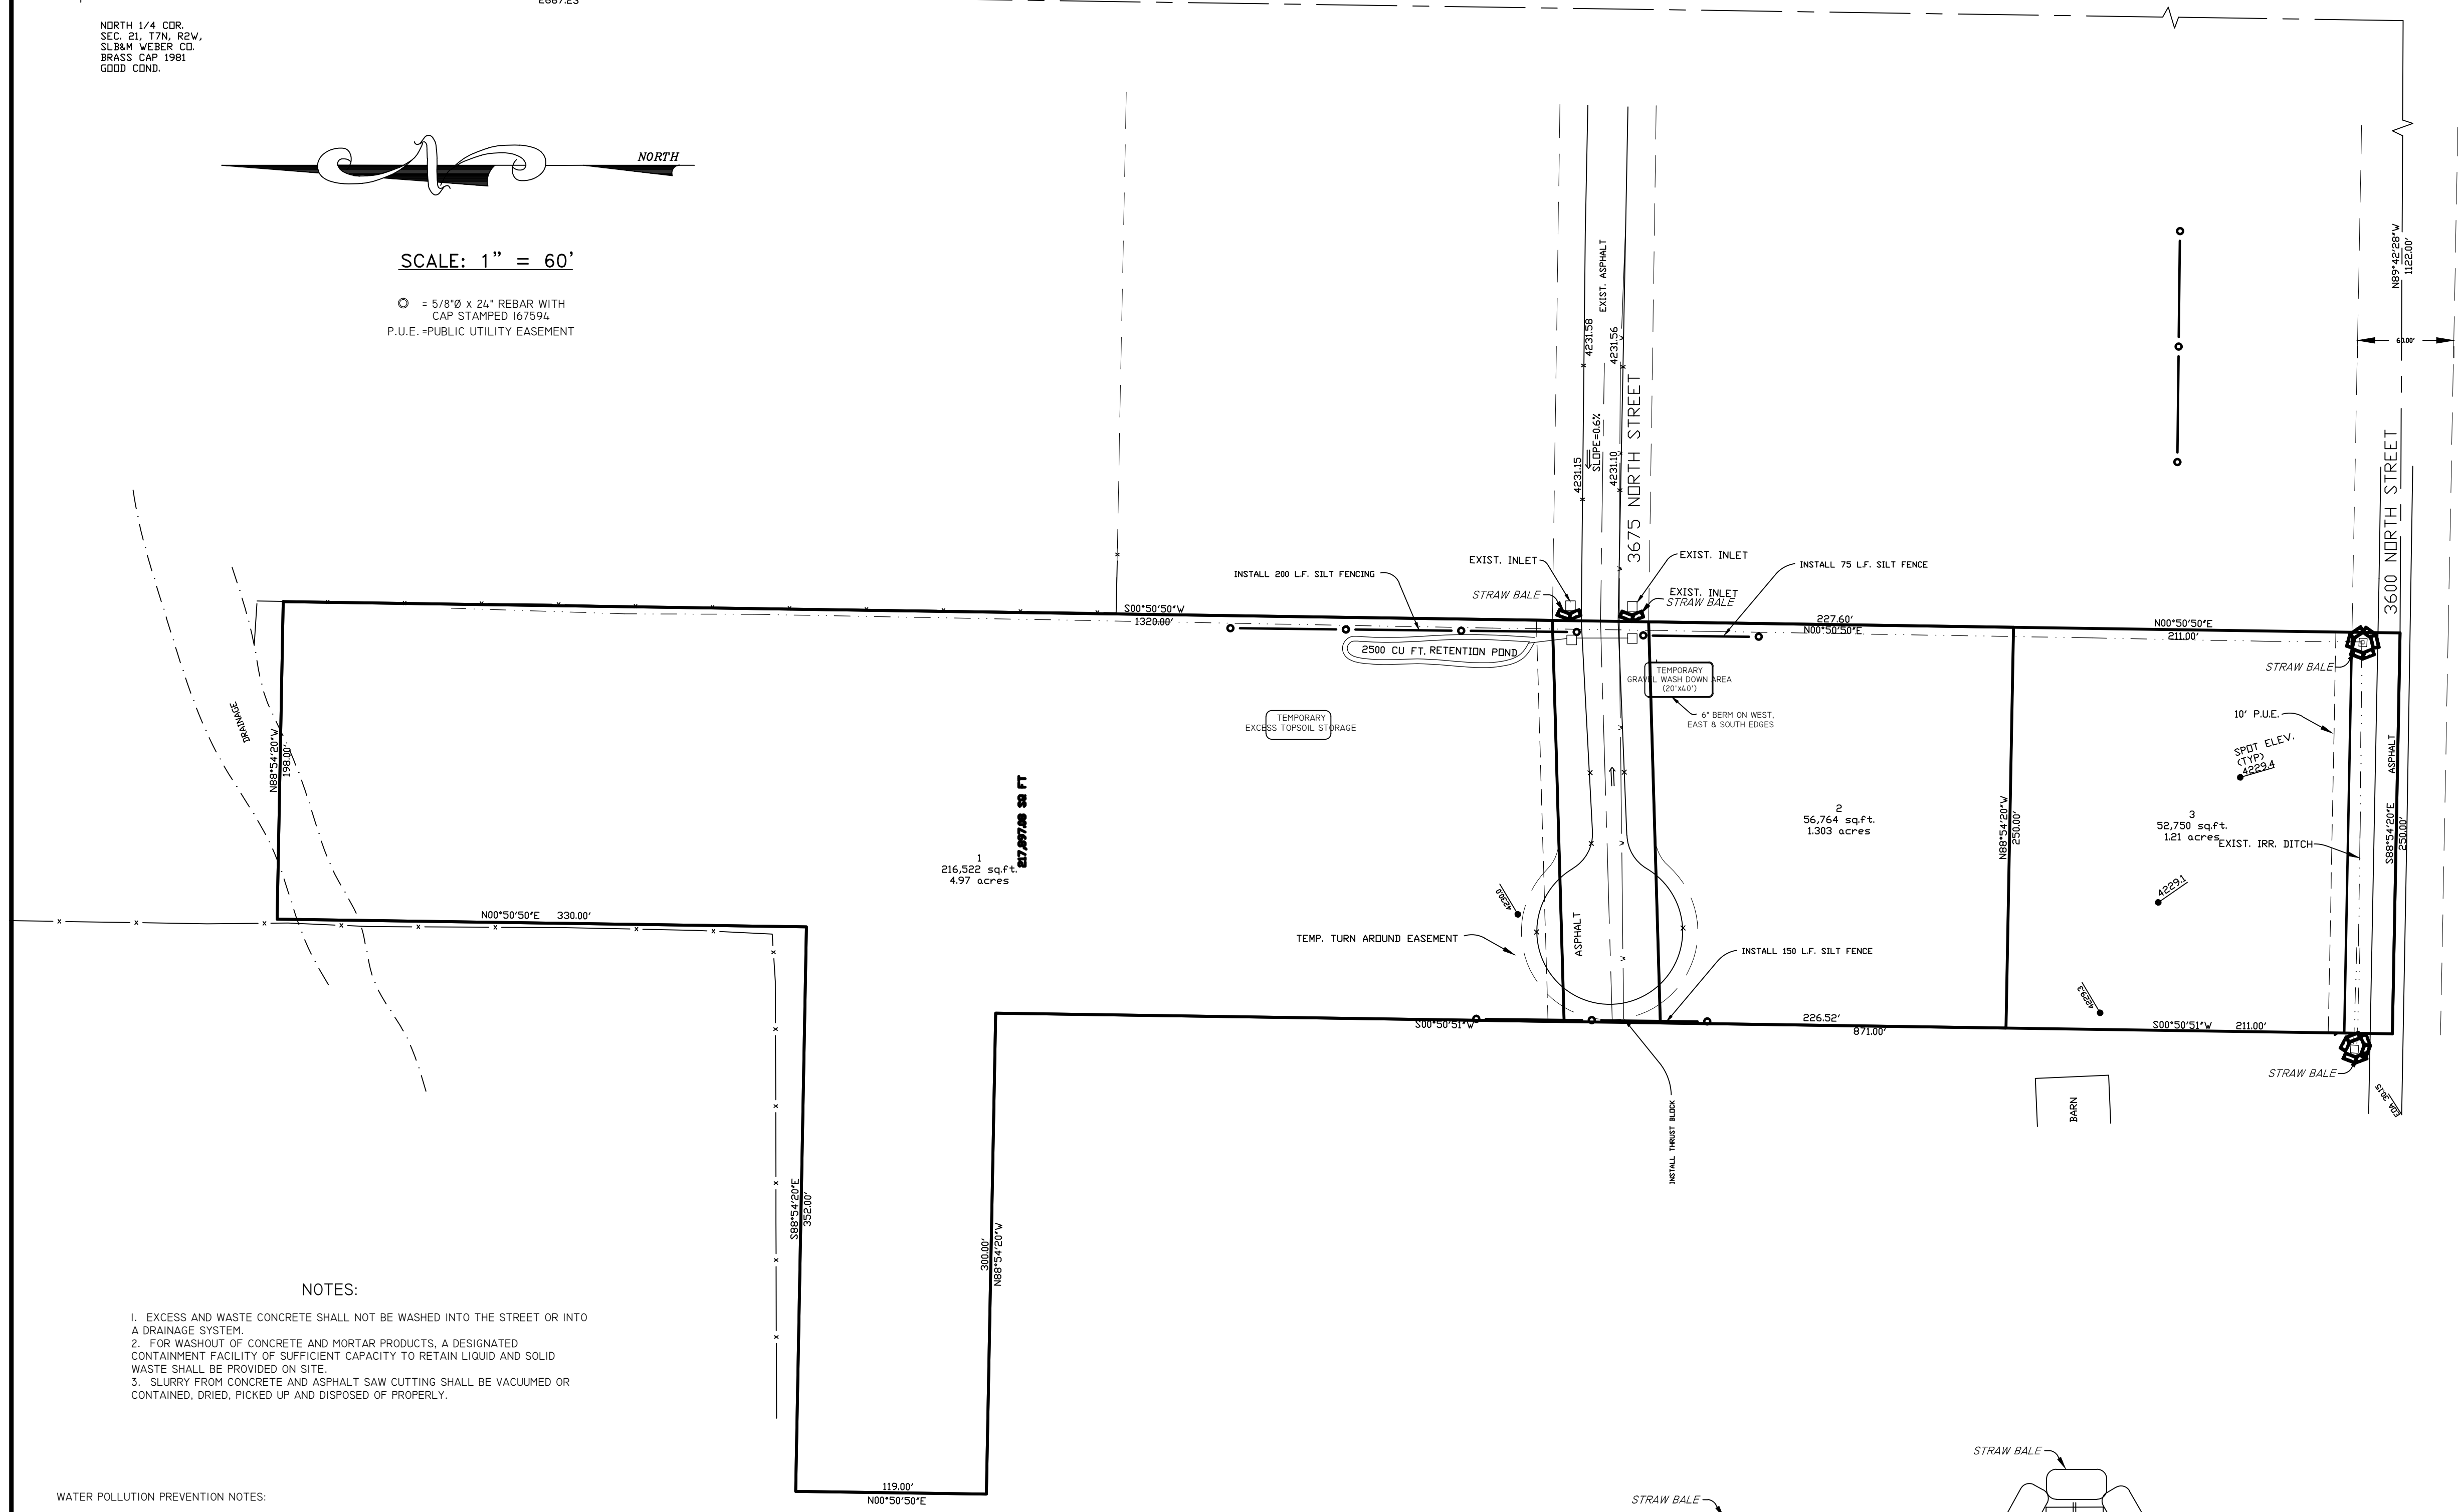 2667.23
NORTH 1/4 COR.
SEC. 21, T7N, R2W,
SLB&M WEBER CO.
BRASS CAP 1981
GOOD COND.
NORTH
SCALE: 1" = 60'
= 5/8"Ø x 24" REBAR WITH
CAP STAMPED 167594
P.U.E. =PUBLIC UTILITY EASEMENT
EXIST. ASPHALT
4231.58
4231.56
SLOPE=0.6%
4231.15
4231.10
3675 NORTH STREET
N89°42'28"W
1122.00'
60.00'
3600 NORTH STREET
EXIST. INLET
EXIST. INLET
INSTALL 200 L.F. SILT FENCING
INSTALL 75 L.F. SILT FENCE
STRAW BALE
EXIST. INLET
STRAW BALE
S00°50'50"W
1320.00'
227.60'
N00°50'50"E
N00°50'50"E
211.00'
2500 CU FT. RETENTION POND
STRAW BALE
TEMPORARY
GRAVEL WASH DOWN AREA
(20'x40')
6" BERM ON WEST,
EAST & SOUTH EDGES
TEMPORARY
EXCESS TOPSOIL STORAGE
10' P.U.E.
SPOT ELEV.
(TYP)
4229.4
DRAINAGE
N88°54'20"W
198.00'
217,997.08 SQ FT
1
216,522 sq.ft.
4.97 acres
2
56,764 sq.ft.
1.303 acres
N88°54'20"W
250.00'
3
52,750 sq.ft.
1.21 acres
EXIST. IRR. DITCH
ASPHALT
S88°54'20"E
250.00'
4229.1
4230.0
N00°50'50"E 330.00'
TEMP. TURN AROUND EASEMENT
ASPHALT
INSTALL 150 L.F. SILT FENCE
4229.3
S00°50'51"W
226.52'
871.00'
S00°50'51"W 211.00'
STRAW BALE
EOA 30.15
BARN
INSTALL THRUST BLOCK
S88°54'20"E
352.00'
300.00'
N88°54'20"W
NOTES:
1. EXCESS AND WASTE CONCRETE SHALL NOT BE WASHED INTO THE STREET OR INTO
A DRAINAGE SYSTEM.
2. FOR WASHOUT OF CONCRETE AND MORTAR PRODUCTS, A DESIGNATED
CONTAINMENT FACILITY OF SUFFICIENT CAPACITY TO RETAIN LIQUID AND SOLID
WASTE SHALL BE PROVIDED ON SITE.
3. SLURRY FROM CONCRETE AND ASPHALT SAW CUTTING SHALL BE VACUUMED OR
CONTAINED, DRIED, PICKED UP AND DISPOSED OF PROPERLY.
119.00'
N00°50'50"E
WATER POLLUTION PREVENTION NOTES:
STRAW BALE
STRAW BALE